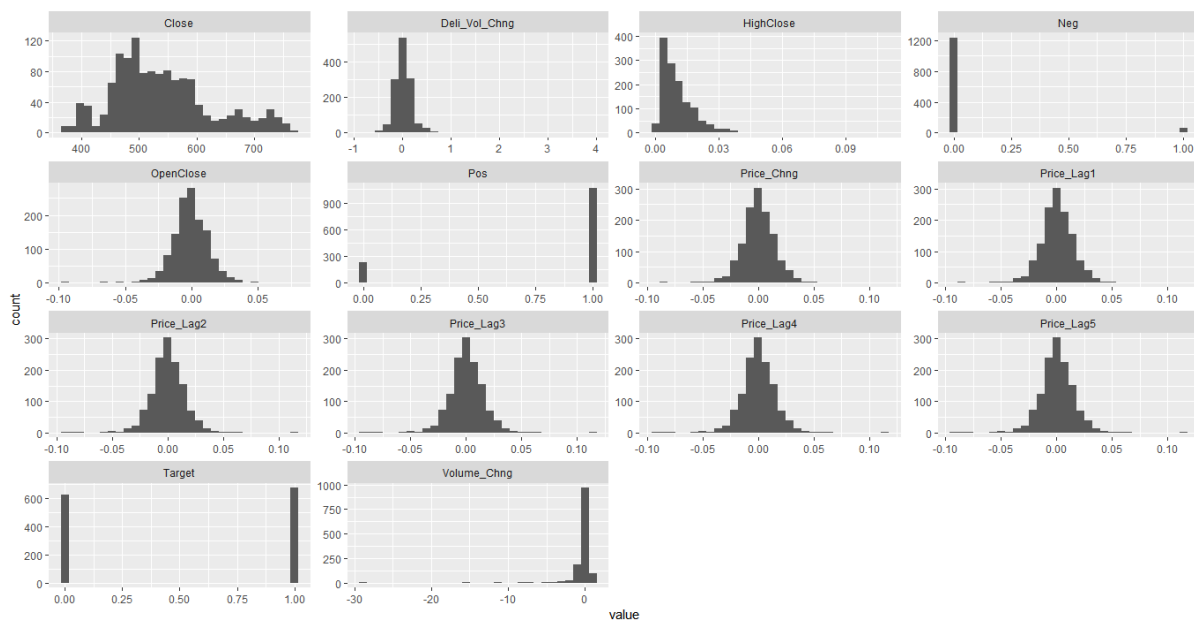 Close Deli_Vol_Chng HighClose Neg
120 80 40 0
400 500 600 700
400 200 0
-1 0 1 2 3 4
400 300 200 100 0
0.00 0.03 0.06 0.09
1200 800 400 0
0.00 0.25 0.50 0.75 1.00
OpenClose Pos Price_Chng Price_Lag1
200 100 0
-0.10 -0.05 0.00 0.05
900 600 300 0
0.00 0.25 0.50 0.75 1.00
300 200 100 0
-0.10 -0.05 0.00 0.05 0.10
300 200 100 0
-0.10 -0.05 0.00 0.05 0.10
count
Price_Lag2 Price_Lag3 Price_Lag4 Price_Lag5
300 200 100 0
-0.10 -0.05 0.00 0.05 0.10
300 200 100 0
-0.10 -0.05 0.00 0.05 0.10
300 200 100 0
-0.10 -0.05 0.00 0.05 0.10
300 200 100 0
-0.10 -0.05 0.00 0.05 0.10
Target Volume_Chng
600 400 200 0
0.00 0.25 0.50 0.75 1.00
1000 750 500 250 0
-30 -20 -10 0
value